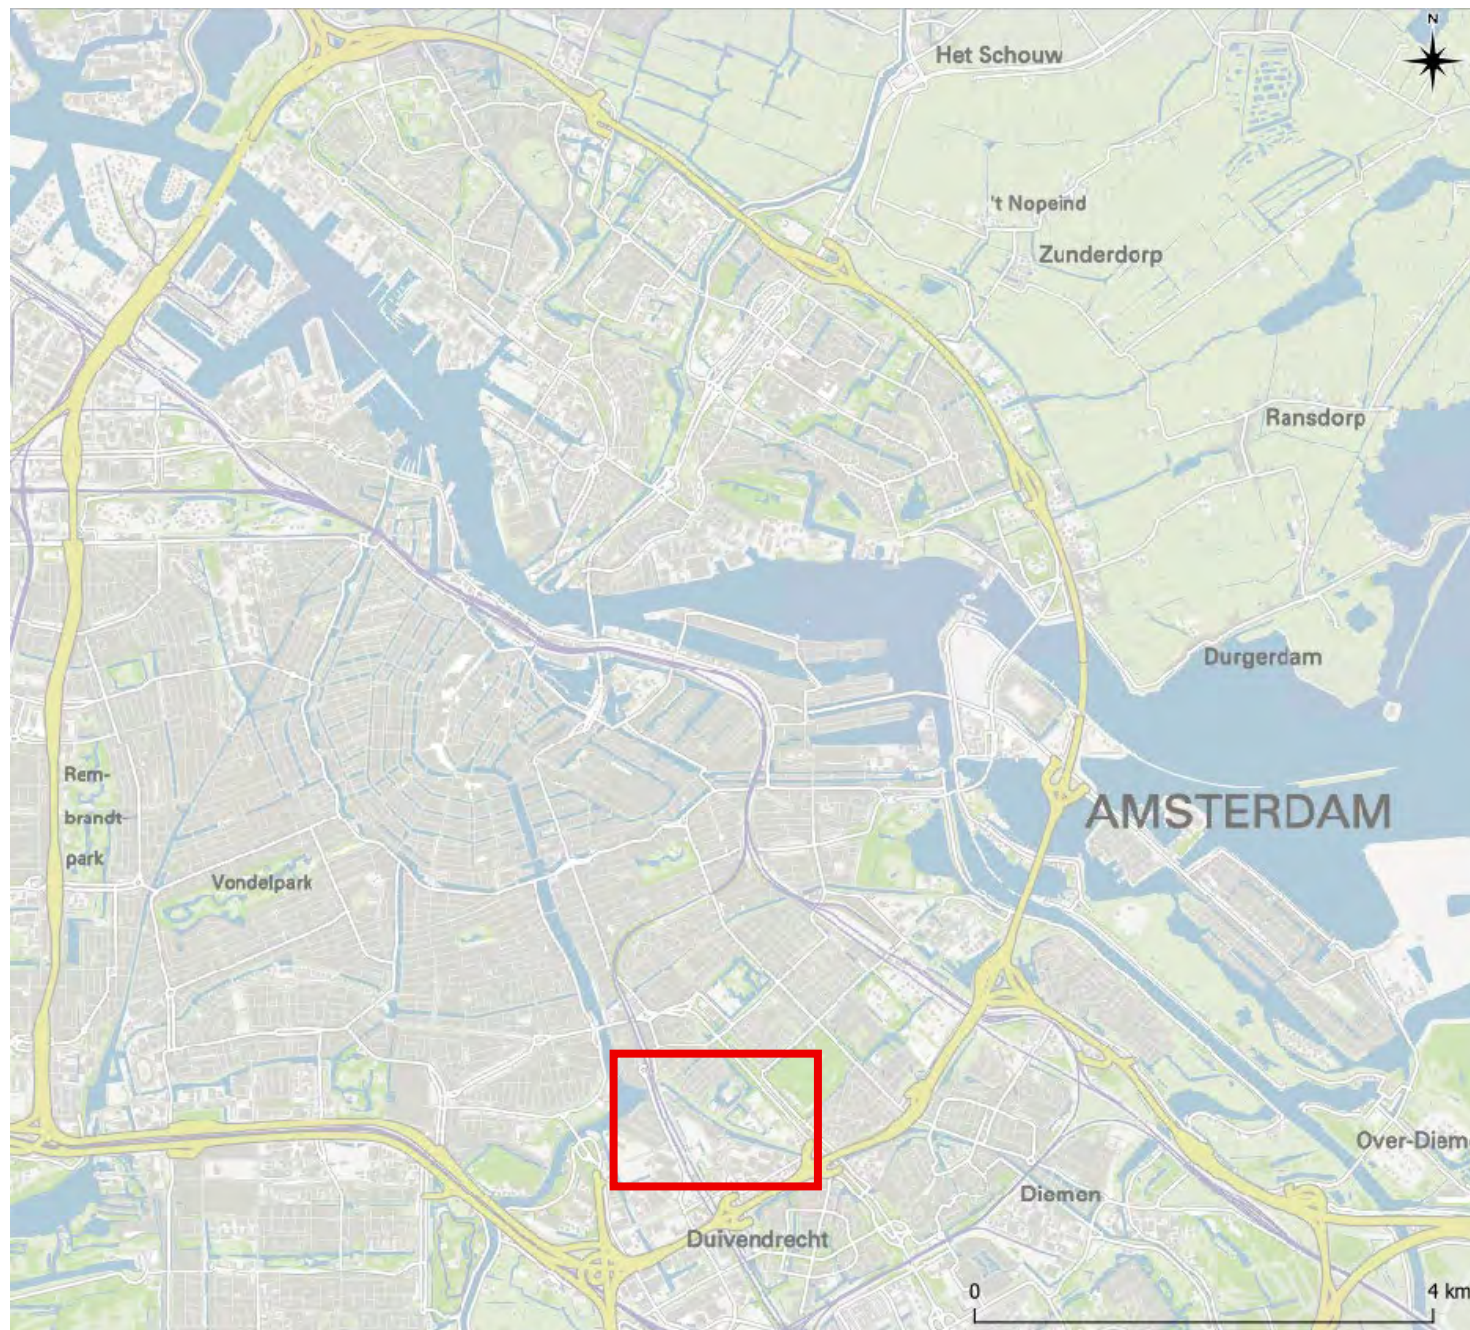 N
Het Schouw
't Nopeind
Zunderdorp
Ransdorp
Durgerdam
Rem-
brandt-
park
AMSTERDAM
Vondelpark
Over-Diem
Diemen
Duivendrecht
0
4 km